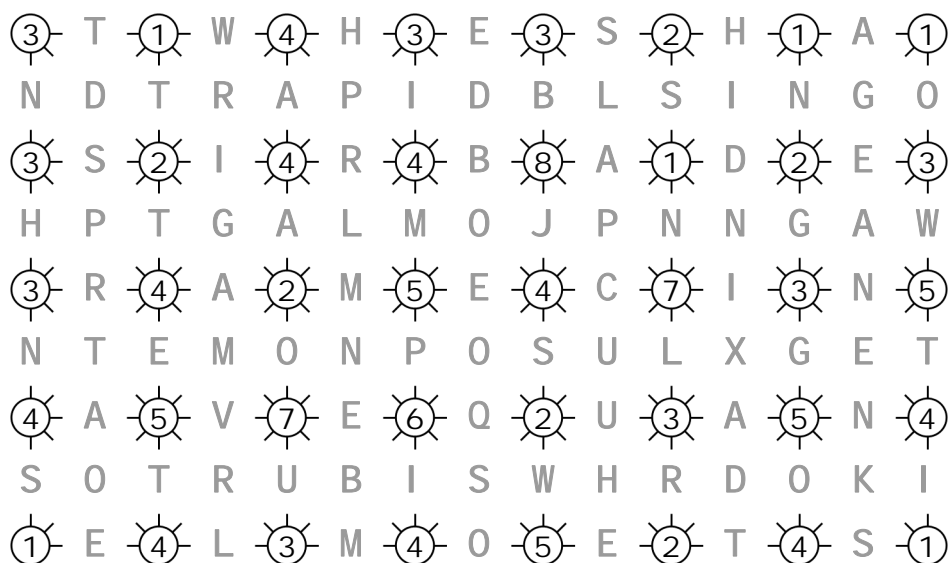 3 T 1 W 4 H 3 E 3 S 2 H 1 A 1
N D T R A P I D B L S I N G O
3 S 2 I 4 R 4 B 8 A 1 D 2 E 3
H P T G A L M O J P N N G A W
3 R 4 A 2 M 5 E 4 C 7 I 3 N 5
N T E M O N P O S U L X G E T
4 A 5 V 7 E 6 Q 2 U 3 A 5 N 4
S O T R U B I S W H R D O K I
1 E 4 L 3 M 4 O 5 E 2 T 4 S 1